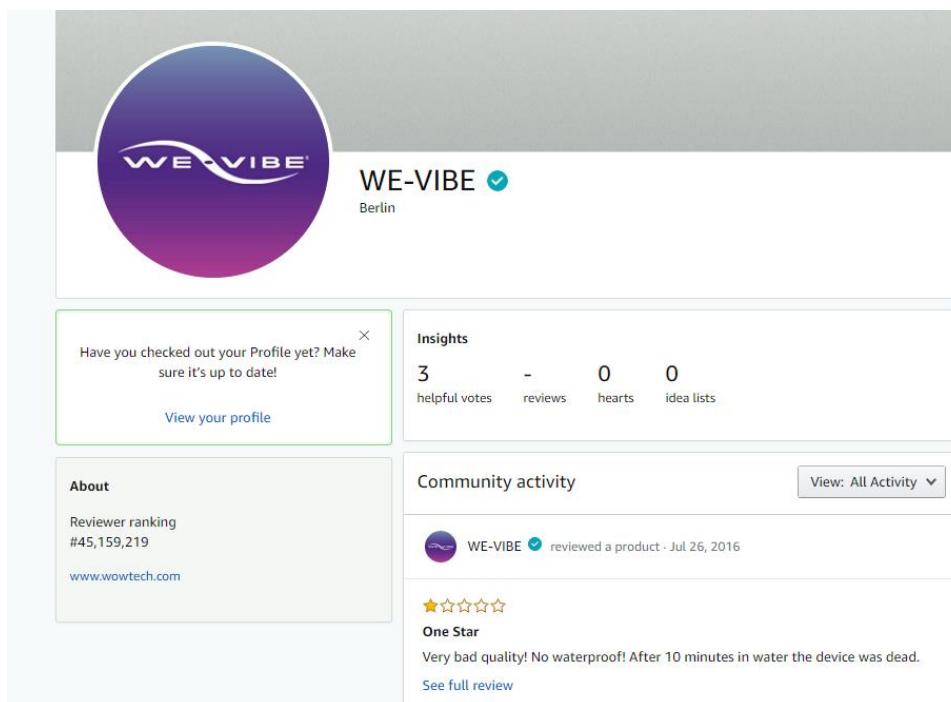 WE-VIBE
WE-VIBE
Berlin
Have you checked out your Profile yet? Make
sure it's up to date!
View your profile
About
Reviewer ranking
#45,159,219
www.wowtech.com
Insights
3 - 0 0
helpful votes reviews hearts idea lists
Community activity
View: All Activity
WE-VIBE reviewed a product · Jul 26, 2016
One Star
Very bad quality! No waterproof! After 10 minutes in water the device was dead.
See full review